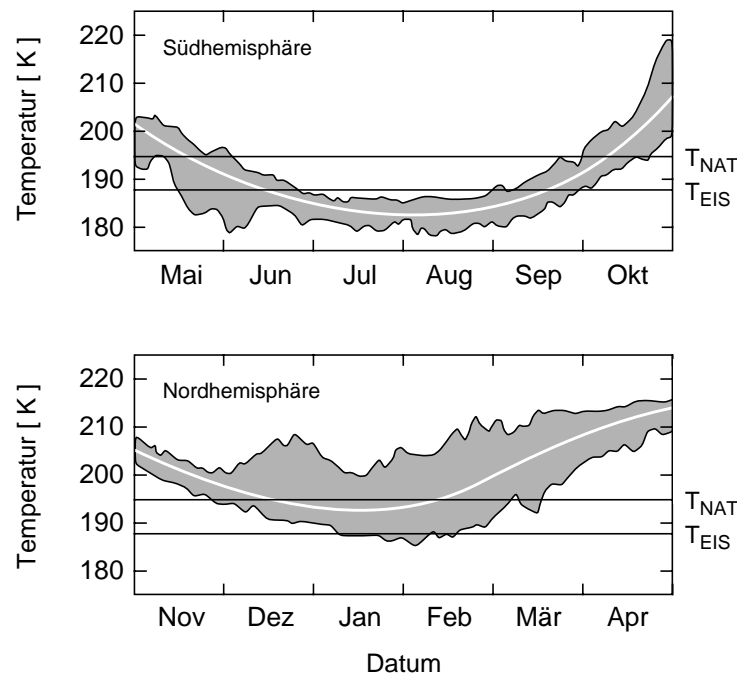 Südhemisphäre
Temperatur [ K ]
220
210
200
190
180
T_NAT
T_EIS
Mai Jun Jul Aug Sep Okt
Nordhemisphäre
Temperatur [ K ]
220
210
200
190
180
T_NAT
T_EIS
Nov Dez Jan Feb Mär Apr
Datum